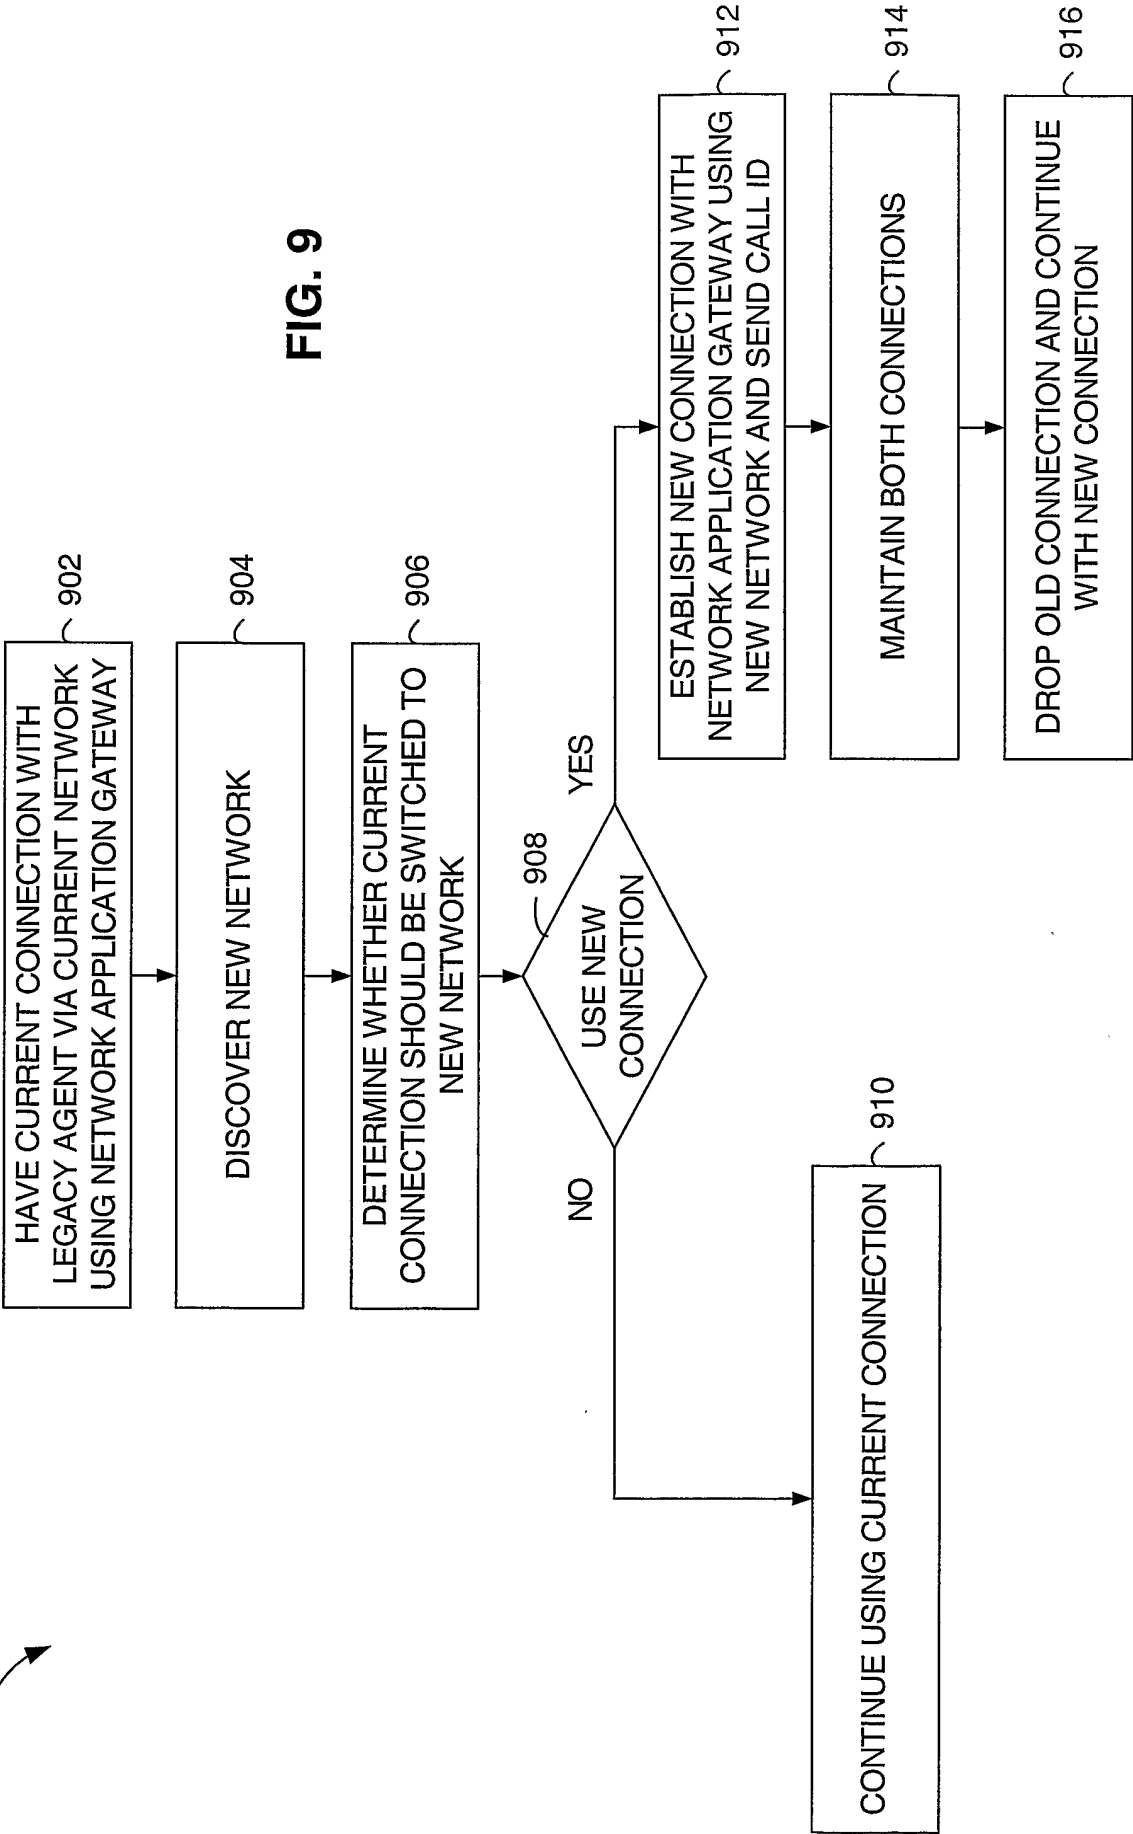 HAVE CURRENT CONNECTION WITH
LEGACY AGENT VIA CURRENT NETWORK
USING NETWORK APPLICATION GATEWAY
902
DISCOVER NEW NETWORK
904
DETERMINE WHETHER CURRENT
CONNECTION SHOULD BE SWITCHED TO
NEW NETWORK
906
FIG. 9
USE NEW
CONNECTION
908
NO
YES
CONTINUE USING CURRENT CONNECTION
910
ESTABLISH NEW CONNECTION WITH
NETWORK APPLICATION GATEWAY USING
NEW NETWORK AND SEND CALL ID
912
MAINTAIN BOTH CONNECTIONS
914
DROP OLD CONNECTION AND CONTINUE
WITH NEW CONNECTION
916